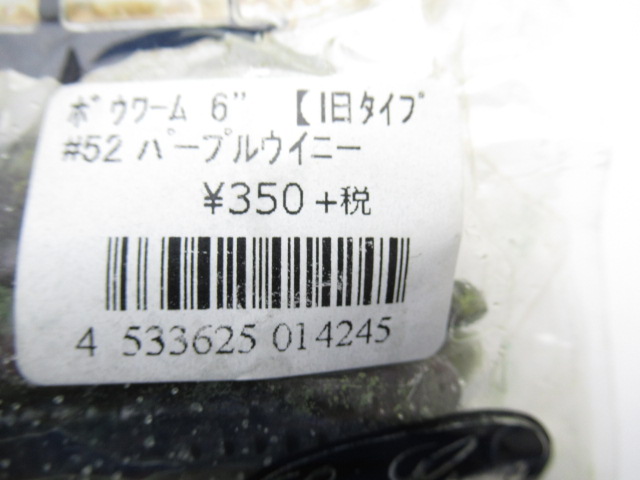 ボウワーム 6" 【旧タイプ
#52 パープルウイニー
¥350+税
4 533625 014245